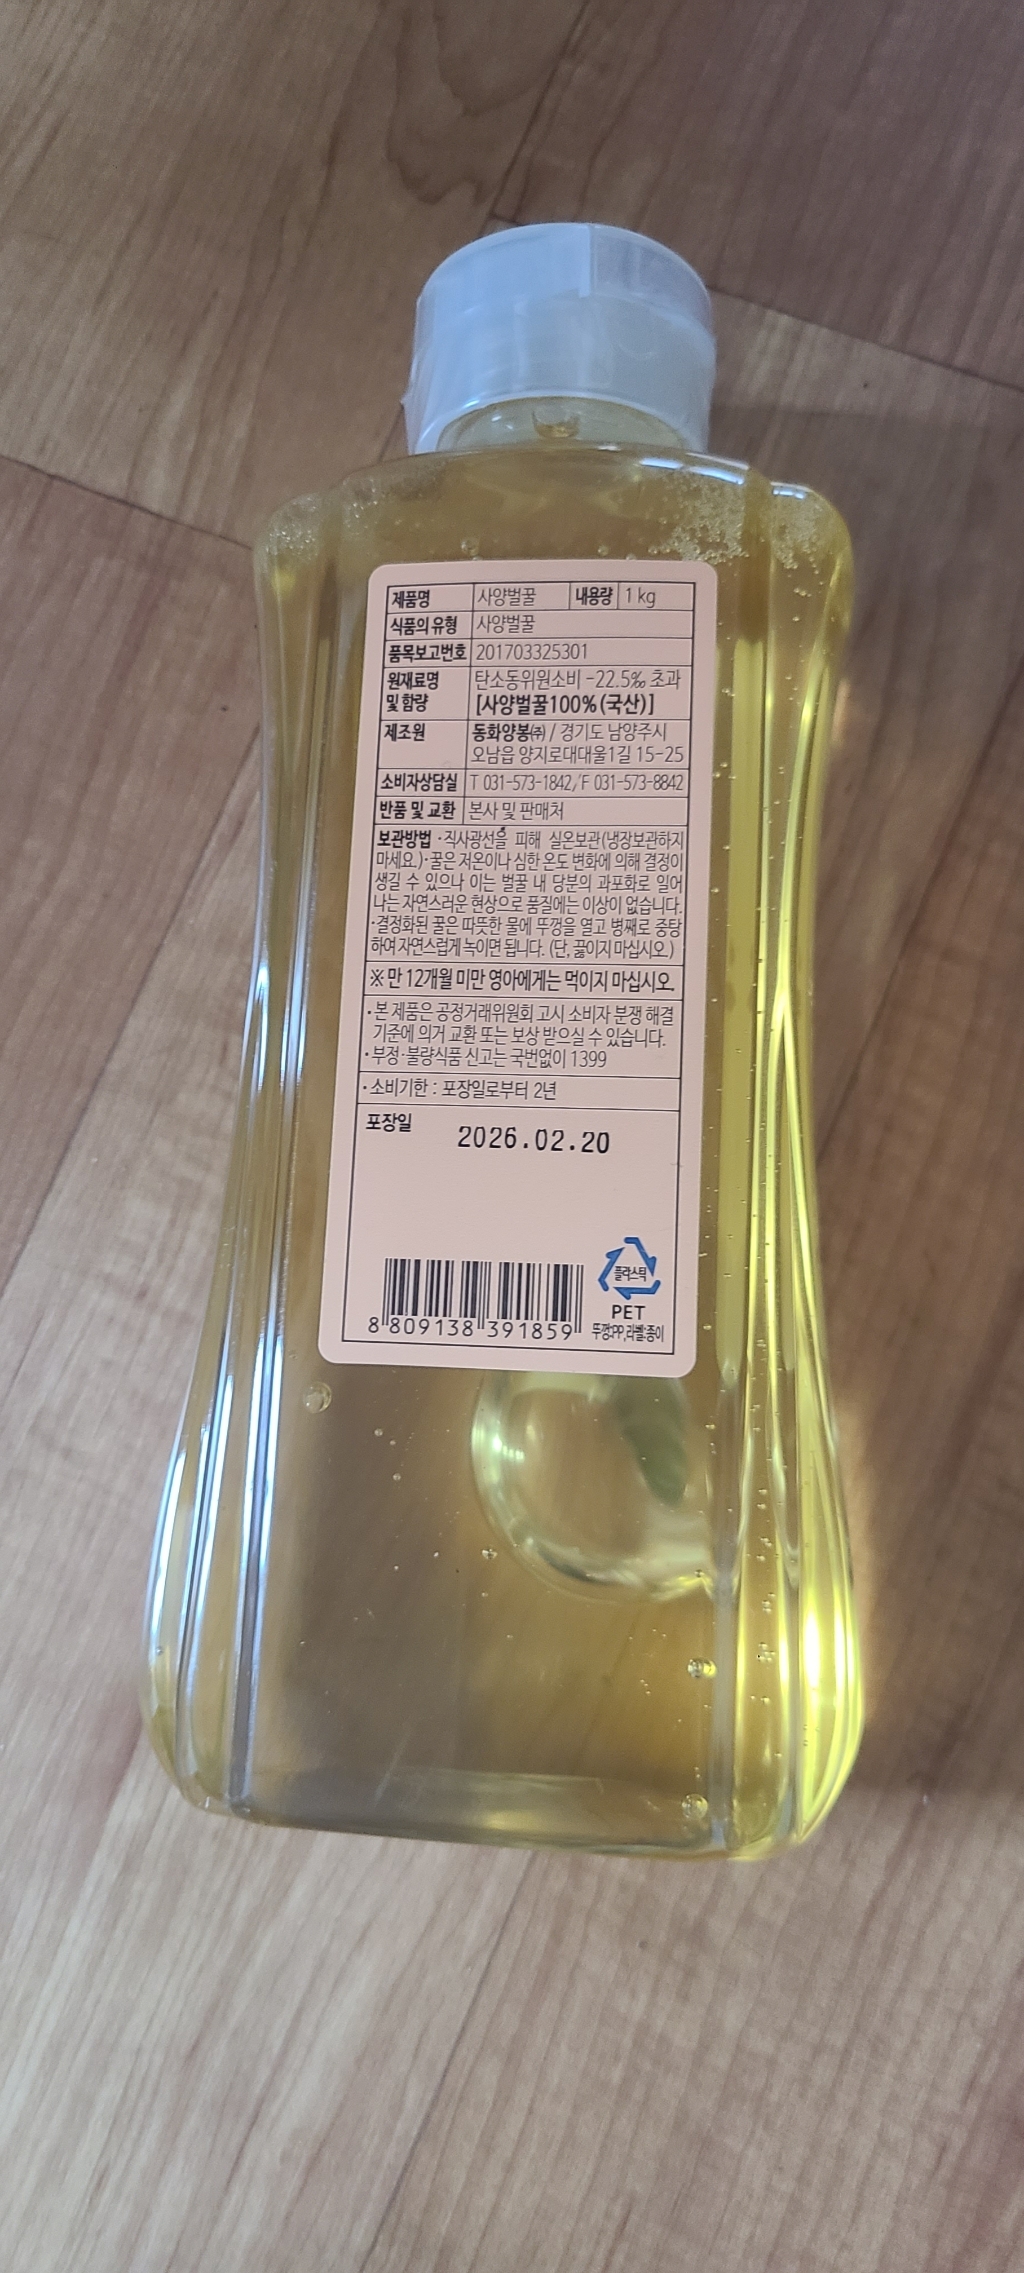 제품명 사양벌꿀 내용량 1 kg
식품의 유형 사양벌꿀
품목보고번호 201703325301
원재료명 및 함량 탄소동위원소비 -22.5‰ 초과
[사양벌꿀100%(국산)]
제조원 동화양봉㈜ / 경기도 남양주시
오남읍 양지로대대울1길 15-25
소비자상담실 T 031-573-1842/F 031-573-8842
반품 및 교환 본사 및 판매처
보관방법 ·직사광선을 피해 실온보관(냉장보관하지
마세요.)·꿀은 저온이나 심한 온도 변화에 의해 결정이
생길 수 있으나 이는 벌꿀 내 당분의 과포화로 일어
나는 자연스러운 현상으로 품질에는 이상이 없습니다.
·결정화된 꿀은 따뜻한 물에 뚜껑을 열고 병째로 중탕
하여 자연스럽게 녹이면 됩니다. (단, 끓이지 마십시오.)
※ 만 12개월 미만 영아에게는 먹이지 마십시오.
·본 제품은 공정거래위원회 고시 소비자 분쟁 해결
기준에 의거 교환 또는 보상 받으실 수 있습니다.
·부정·불량식품 신고는 국번없이 1399
·소비기한 : 포장일로부터 2년
포장일 2026.02.20
플라스틱
PET
뚜껑:PP,라벨:종이
8 809138 391859